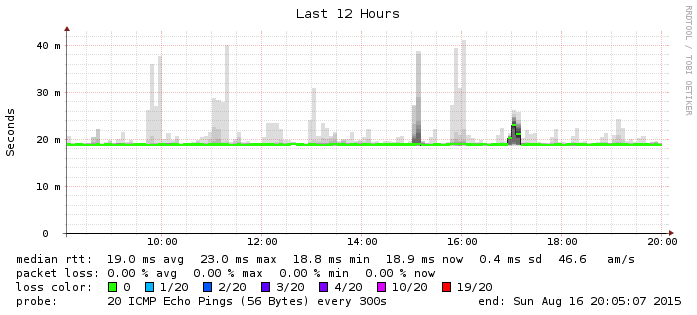 Last 12 Hours
RRDTOOL / TOBI OETIKER
Seconds
40 m
30 m
20 m
10 m
0
10:00 12:00 14:00 16:00 18:00 20:00
median rtt: 19.0 ms avg 23.0 ms max 18.8 ms min 18.9 ms now 0.4 ms sd 46.6 am/s
packet loss: 0.00 % avg 0.00 % max 0.00 % min 0.00 % now
loss color: 0 1/20 2/20 3/20 4/20 10/20 19/20
probe: 20 ICMP Echo Pings (56 Bytes) every 300s end: Sun Aug 16 20:05:07 2015